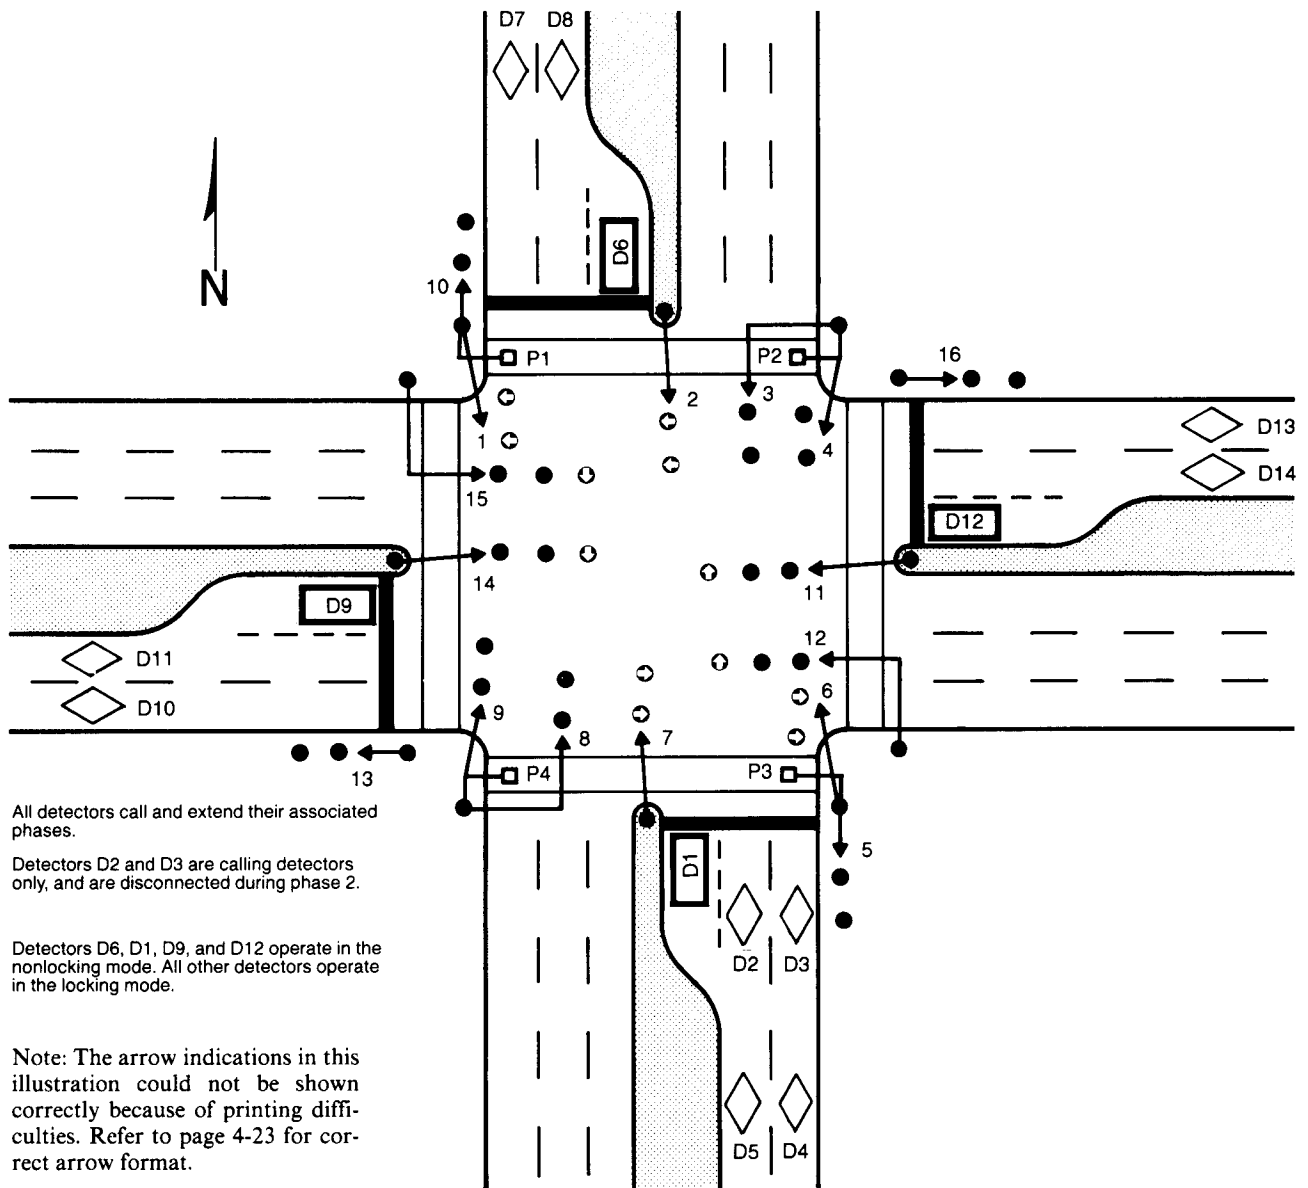 D7 D8
N
D6
10
P1 P2
16
2 3
1 4
D13
D14
15
D12
14 11
D9
12
D11
6
D10
9 8 7
P4 P3
13
All detectors call and extend their associated
phases.
5
D1
Detectors D2 and D3 are calling detectors
only, and are disconnected during phase 2.
Detectors D6, D1, D9, and D12 operate in the
nonlocking mode. All other detectors operate
in the locking mode.
D2 D3
Note: The arrow indications in this
illustration could not be shown
correctly because of printing diffi-
culties. Refer to page 4-23 for cor-
rect arrow format.
D5 D4